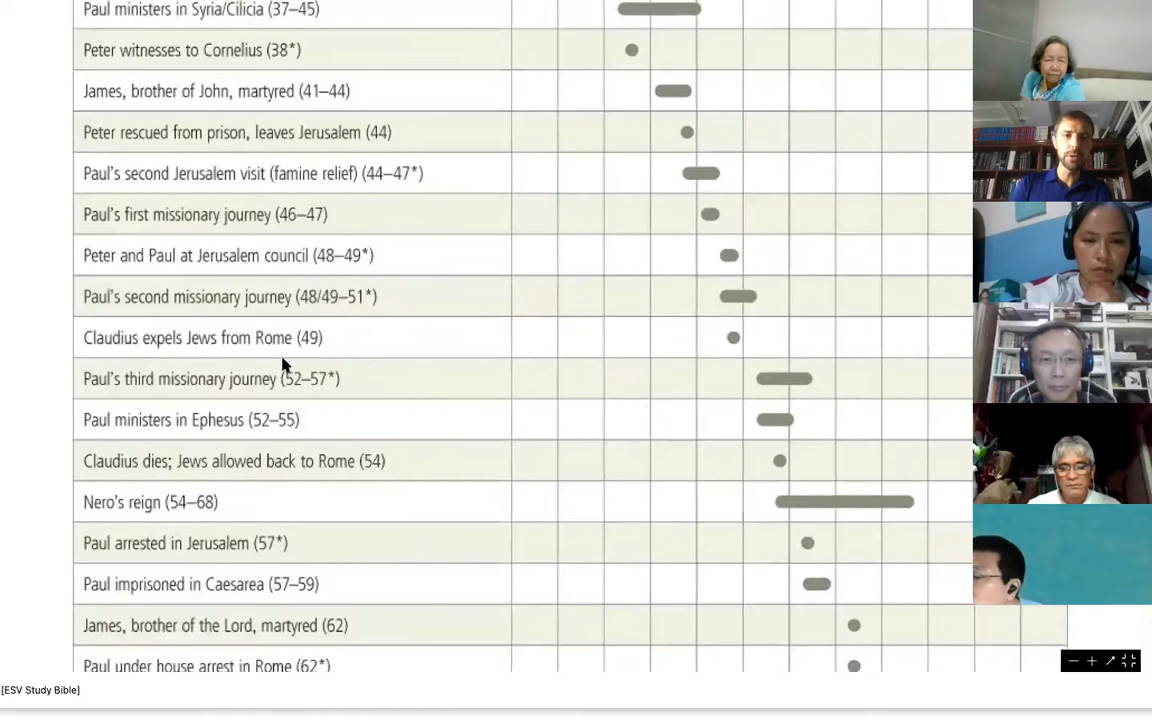 Paul ministers in Syria/Cilicia (37–45)
Peter witnesses to Cornelius (38*)
James, brother of John, martyred (41–44)
Peter rescued from prison, leaves Jerusalem (44)
Paul's second Jerusalem visit (famine relief) (44–47*)
Paul's first missionary journey (46–47)
Peter and Paul at Jerusalem council (48–49*)
Paul's second missionary journey (48/49–51*)
Claudius expels Jews from Rome (49)
Paul's third missionary journey (52–57*)
Paul ministers in Ephesus (52–55)
Claudius dies; Jews allowed back to Rome (54)
Nero's reign (54–68)
Paul arrested in Jerusalem (57*)
Paul imprisoned in Caesarea (57–59)
James, brother of the Lord, martyred (62)
Paul under house arrest in Rome (62*)
[ESV Study Bible]